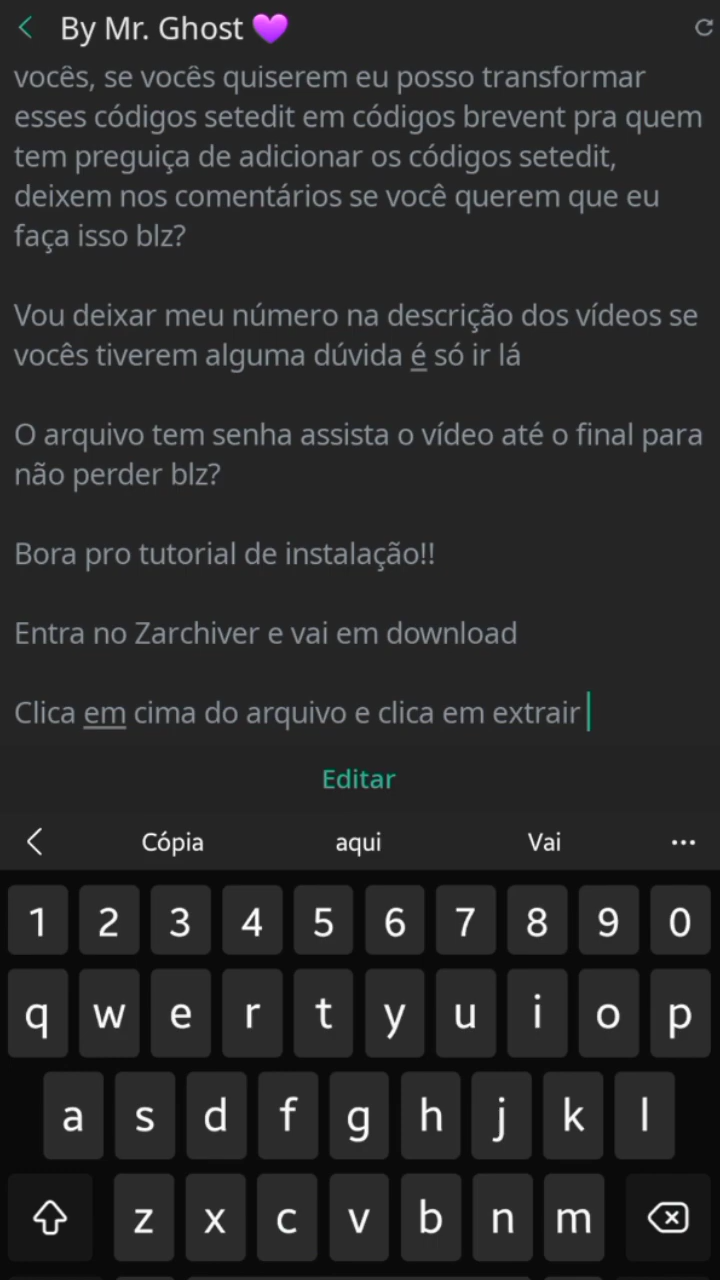 By Mr. Ghost 💜
vocês, se vocês quiserem eu posso transformar
esses códigos setedit em códigos brevent pra quem
tem preguiça de adicionar os códigos setedit,
deixem nos comentários se você querem que eu
faça isso blz?
Vou deixar meu número na descrição dos vídeos se
vocês tiverem alguma dúvida é só ir lá
O arquivo tem senha assista o vídeo até o final para
não perder blz?
Bora pro tutorial de instalação!!
Entra no Zarchiver e vai em download
Clica em cima do arquivo e clica em extrair
Editar
Cópia aqui Vai ...
1 2 3 4 5 6 7 8 9 0
q w e r t y u i o p
a s d f g h j k l
z x c v b n m